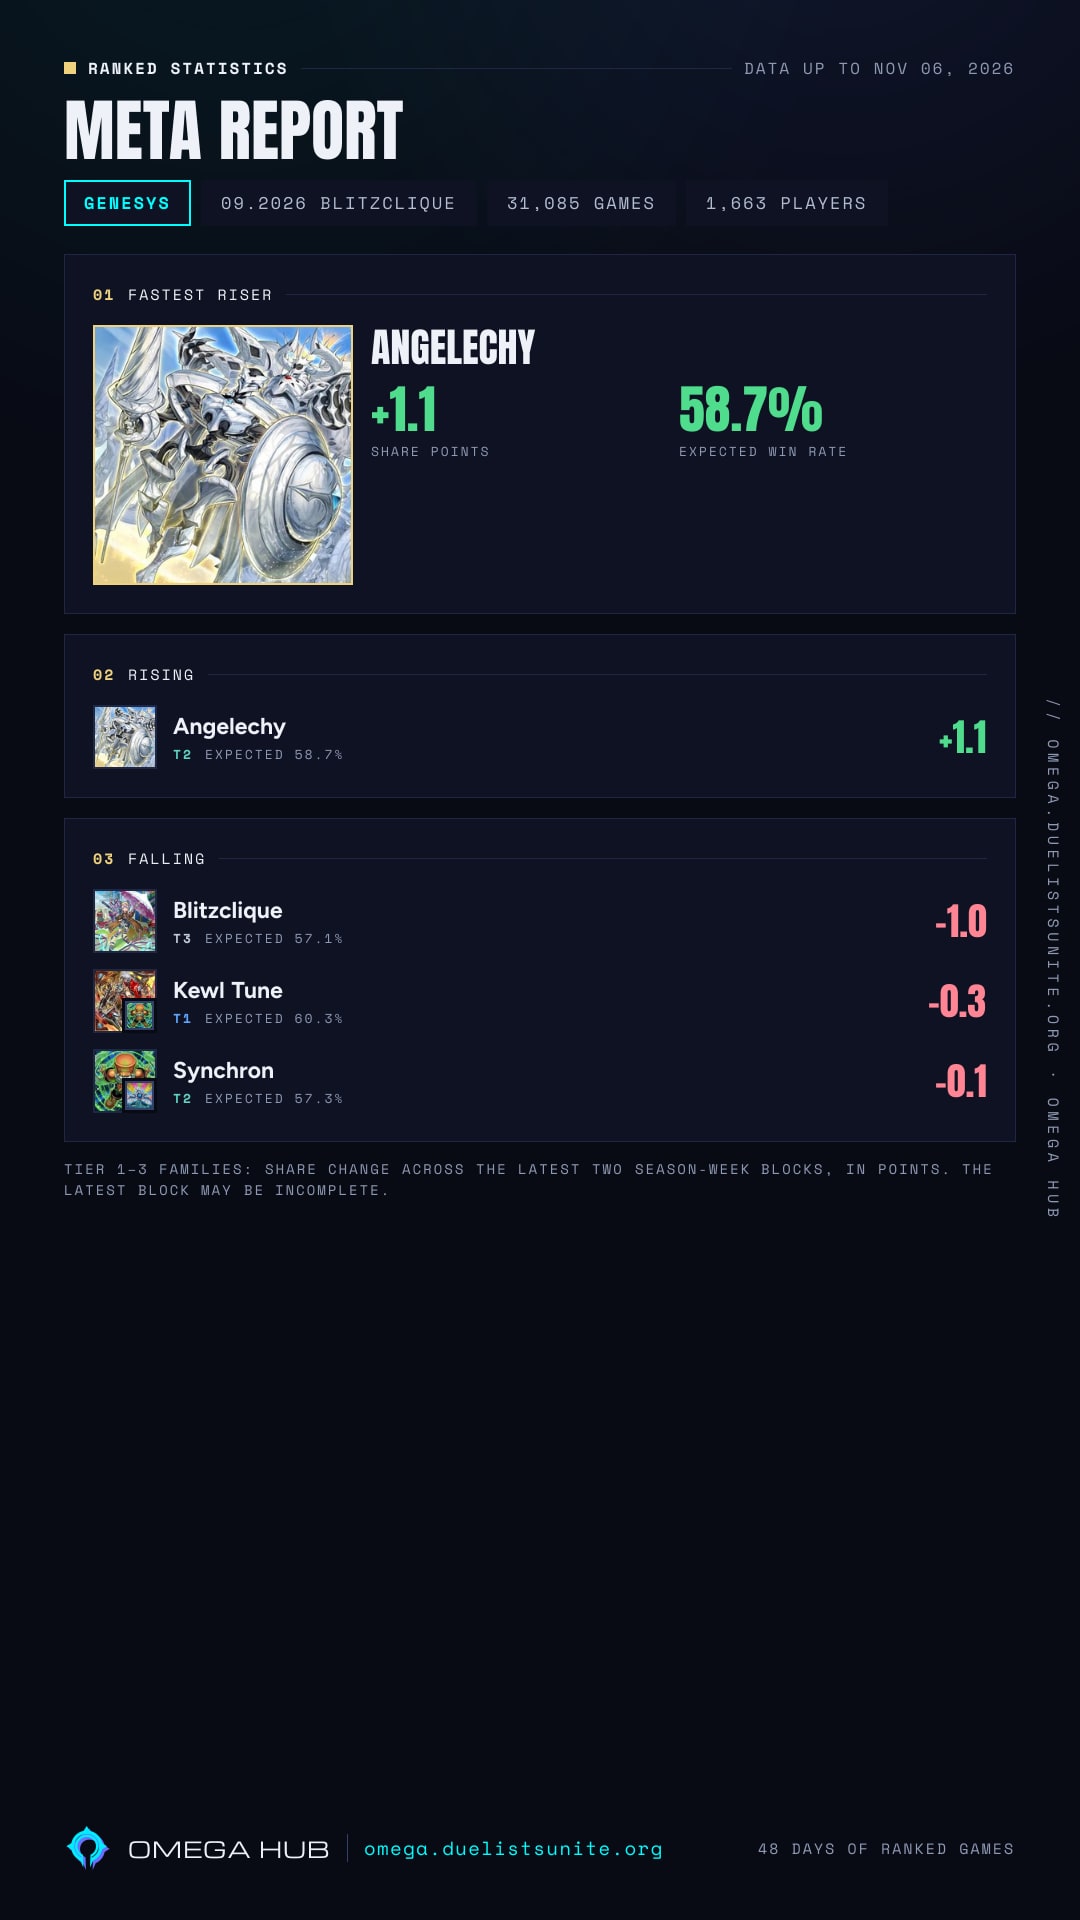 RANKED STATISTICS
DATA UP TO NOV 06, 2026
META REPORT
GENESYS
09.2026 BLITZCLIQUE
31,085 GAMES
1,663 PLAYERS
01 FASTEST RISER
ANGELECHY
+1.1
58.7%
SHARE POINTS
EXPECTED WIN RATE
02 RISING
Angelechy
T2 EXPECTED 58.7%
+1.1
03 FALLING
Blitzclique
T3 EXPECTED 57.1%
-1.0
Kewl Tune
T1 EXPECTED 60.3%
-0.3
Synchron
T2 EXPECTED 57.3%
-0.1
TIER 1–3 FAMILIES: SHARE CHANGE ACROSS THE LATEST TWO SEASON-WEEK BLOCKS, IN POINTS. THE
LATEST BLOCK MAY BE INCOMPLETE.
// OMEGA.DUELISTSUNITE.ORG · OMEGA HUB
OMEGA HUB
omega.duelistsunite.org
48 DAYS OF RANKED GAMES